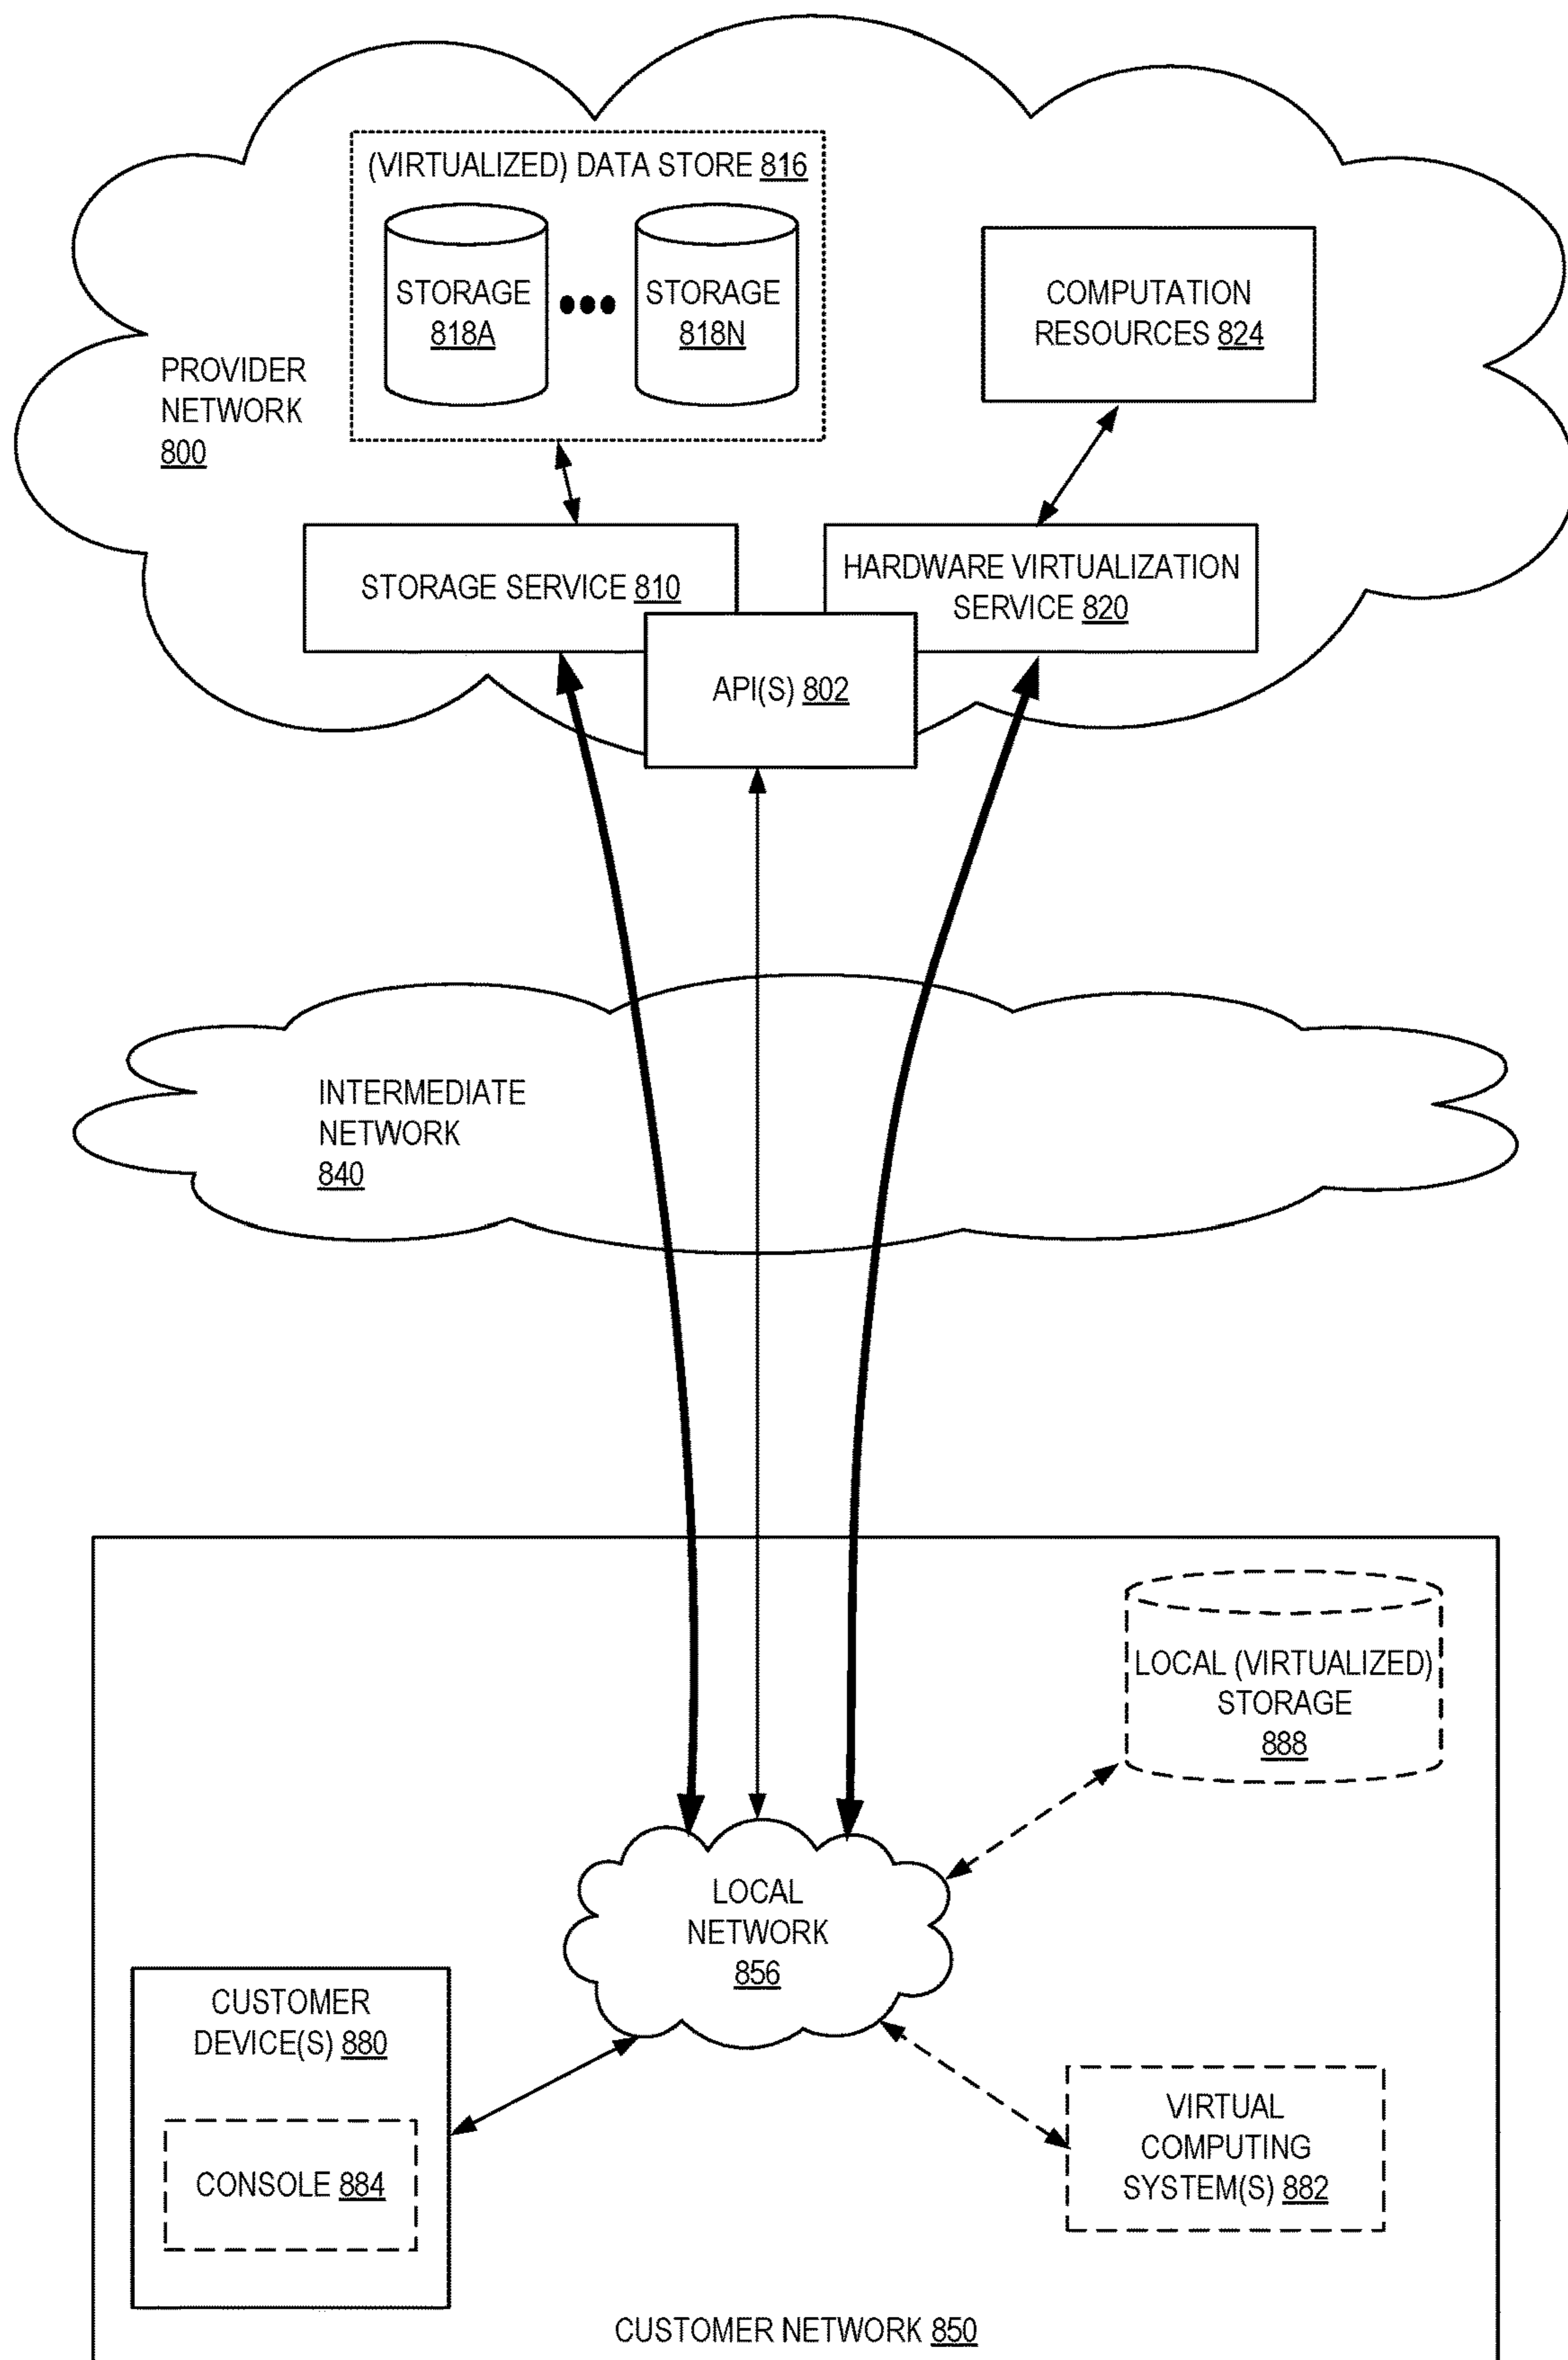 (VIRTUALIZED) DATA STORE 816
STORAGE
818A
STORAGE
818N
COMPUTATION
RESOURCES 824
PROVIDER
NETWORK
800
STORAGE SERVICE 810
HARDWARE VIRTUALIZATION
SERVICE 820
API(S) 802
INTERMEDIATE
NETWORK
840
LOCAL (VIRTUALIZED)
STORAGE
888
LOCAL
NETWORK
856
CUSTOMER
DEVICE(S) 880
CONSOLE 884
VIRTUAL
COMPUTING
SYSTEM(S) 882
CUSTOMER NETWORK 850